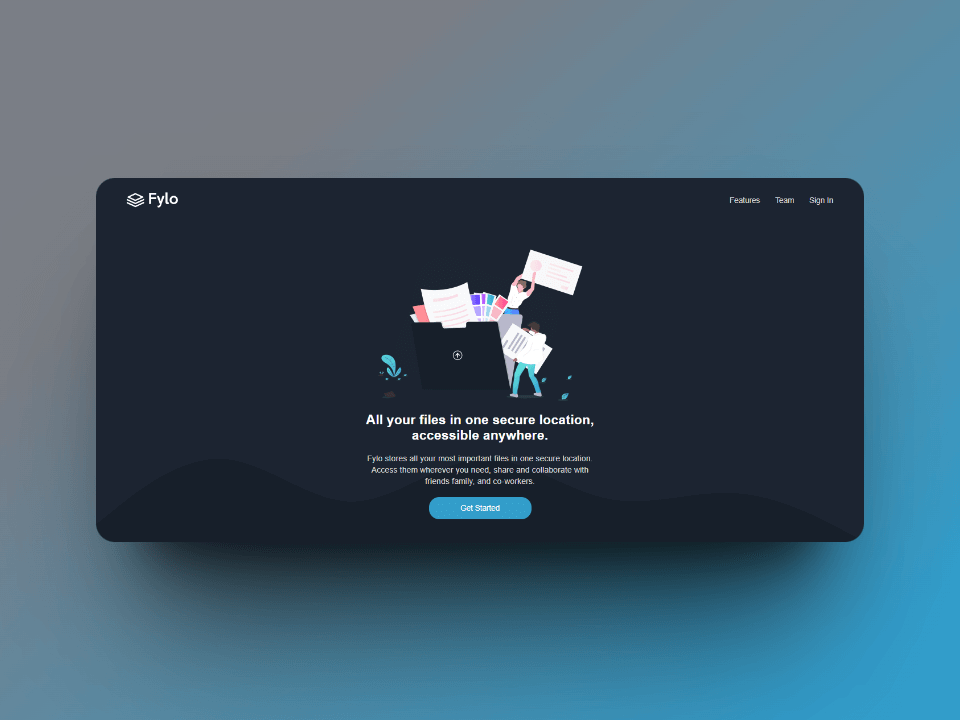 Fylo
Features Team Sign In
All your files in one secure location,
accessible anywhere.
Fylo stores all your most important files in one secure location.
Access them wherever you need, share and collaborate with
friends family, and co-workers.
Get Started